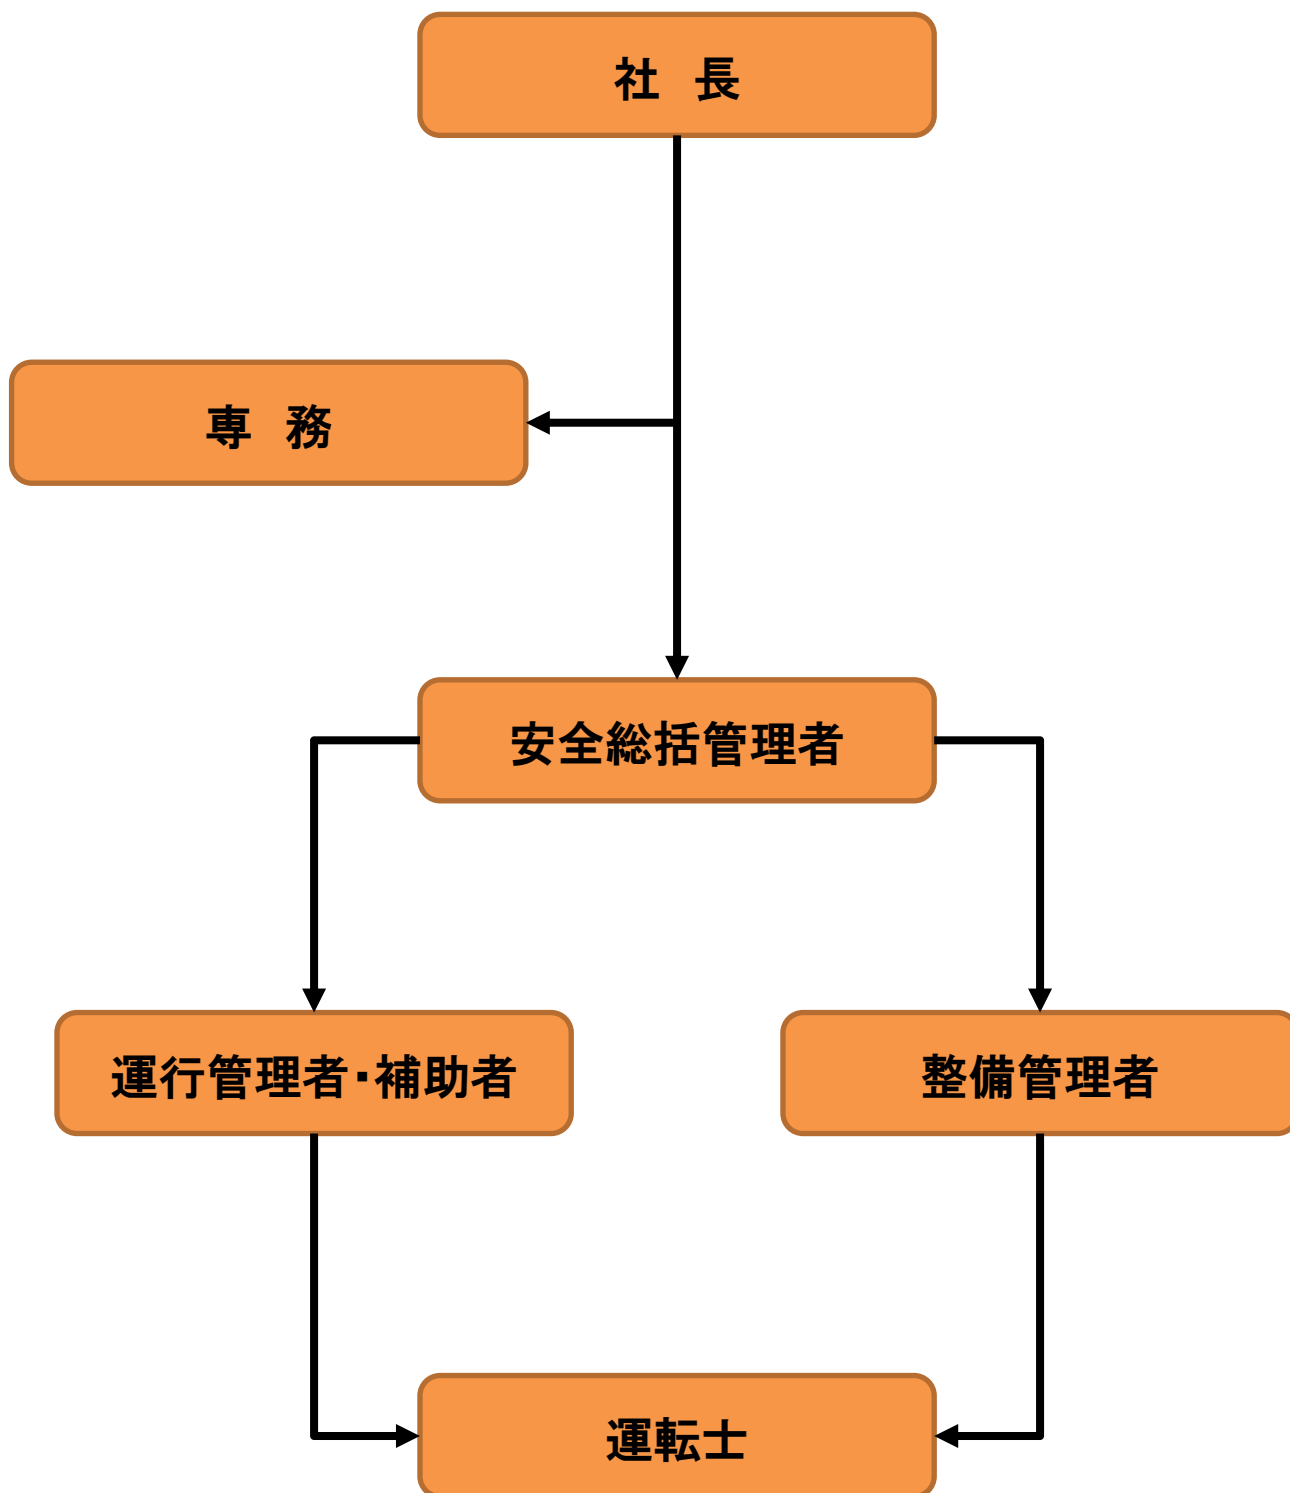 社　長
専　務
安全総括管理者
運行管理者・補助者
整備管理者
運転士